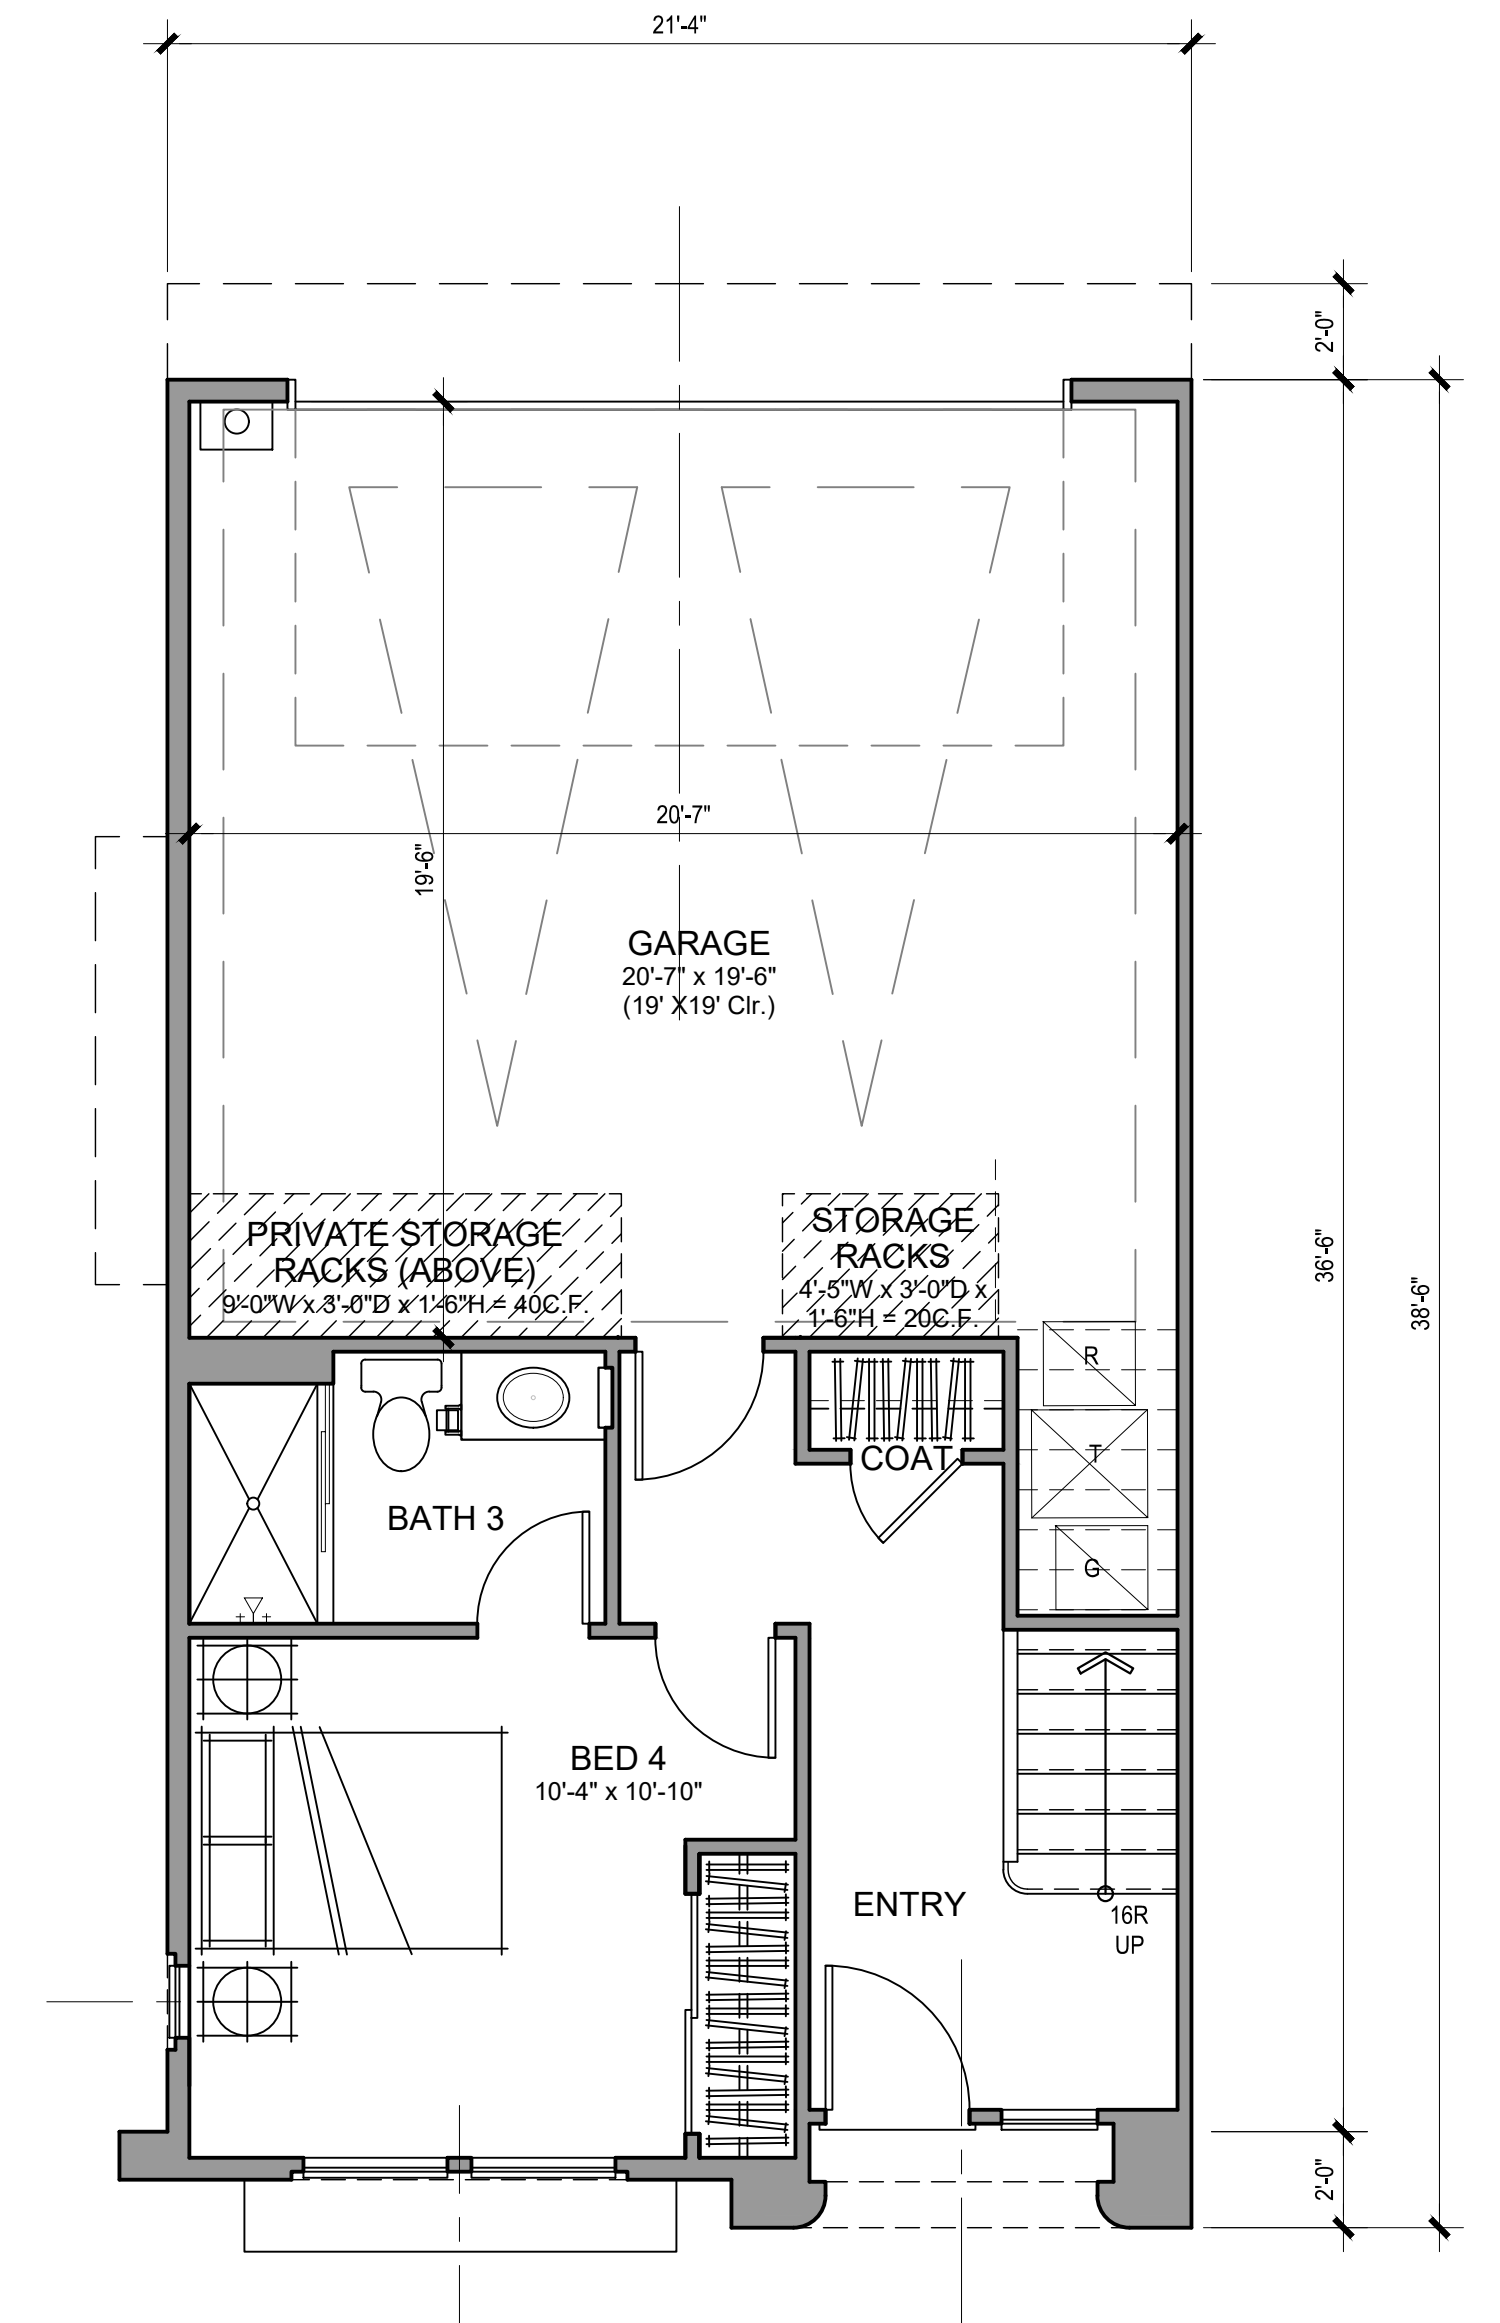 21'-4"
2'-0"
20'-7"
19'-6"
GARAGE
20'-7" x 19'-6"
(19' X19' Clr.)
PRIVATE STORAGE
RACKS (ABOVE)
9'-0"W x 3'-0"D x 1'-6"H = 40C.F.
STORAGE
RACKS
4'-5"W x 3'-0"D x
1'-6"H = 20C.F.
36'-6"
38'-6"
R
COAT
T
BATH 3
G
BED 4
10'-4" x 10'-10"
ENTRY
16R
UP
2'-0"